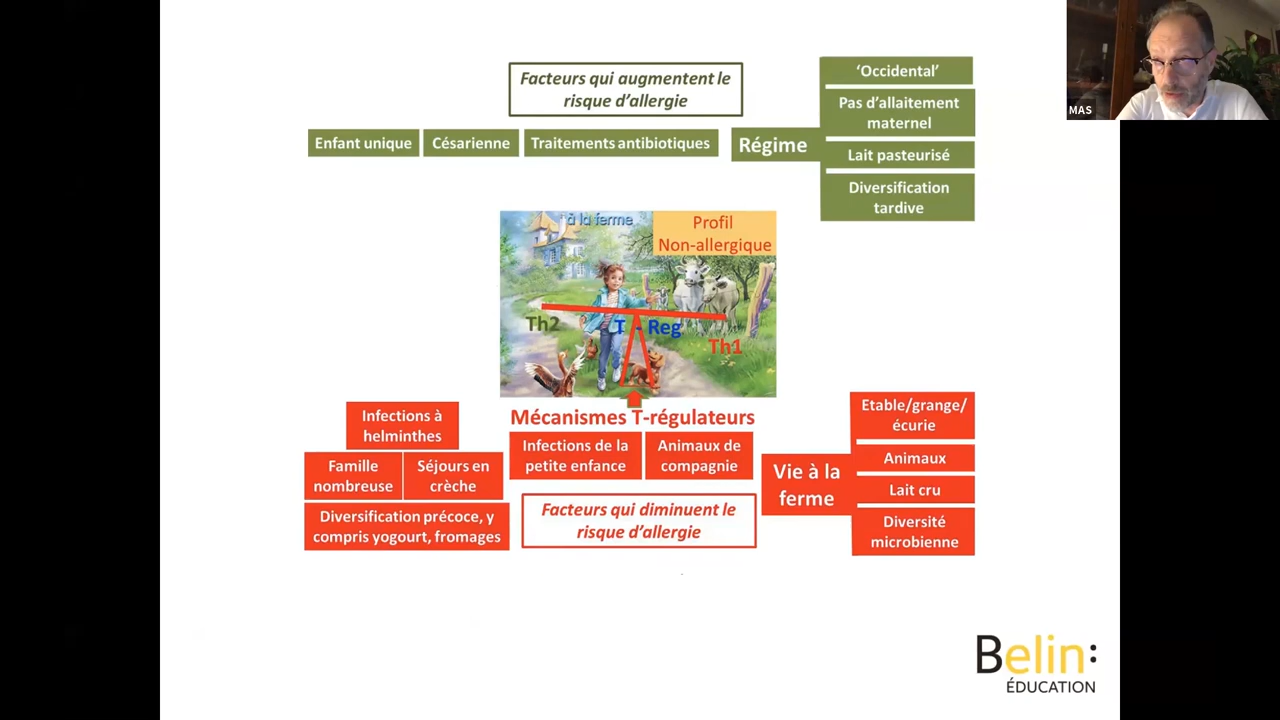 MAS
Facteurs qui augmentent le
risque d'allergie
Enfant unique
Césarienne
Traitements antibiotiques
Régime
'Occidental'
Pas d'allaitement
maternel
Lait pasteurisé
Diversification
tardive
à la ferme
Profil
Non-allergique
Th2
T - Reg
Th1
Mécanismes T-régulateurs
Infections à
helminthes
Famille
nombreuse
Séjours en
crèche
Diversification précoce, y
compris yogourt, fromages
Infections de la
petite enfance
Animaux de
compagnie
Facteurs qui diminuent le
risque d'allergie
Vie à la
ferme
Etable/grange/
écurie
Animaux
Lait cru
Diversité
microbienne
Belin:
ÉDUCATION